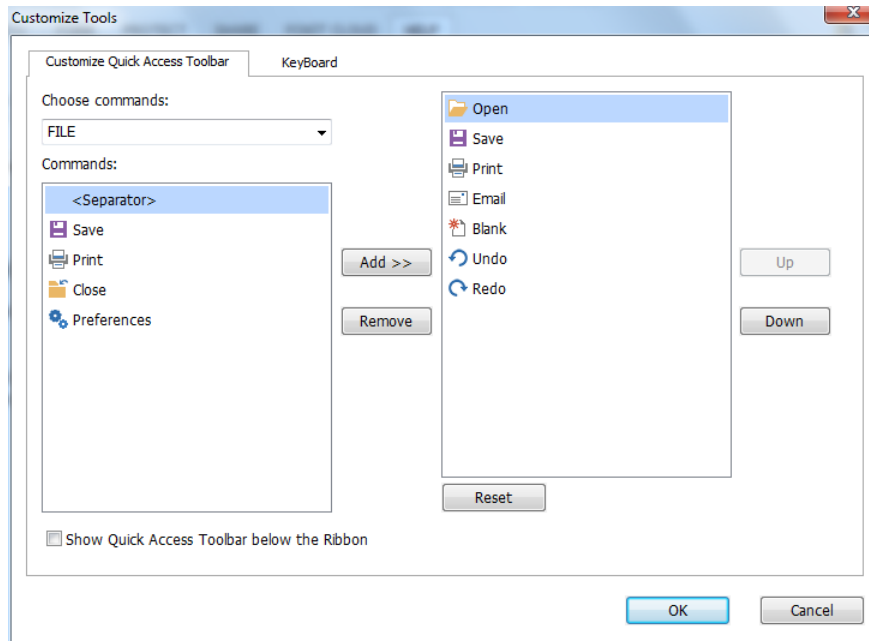 Customize Tools
Customize Quick Access Toolbar
KeyBoard
Choose commands:
FILE
Commands:
<Separator>
Save
Print
Close
Preferences
Add >>
Remove
Open
Save
Print
Email
Blank
Undo
Redo
Up
Down
Reset
Show Quick Access Toolbar below the Ribbon
OK
Cancel